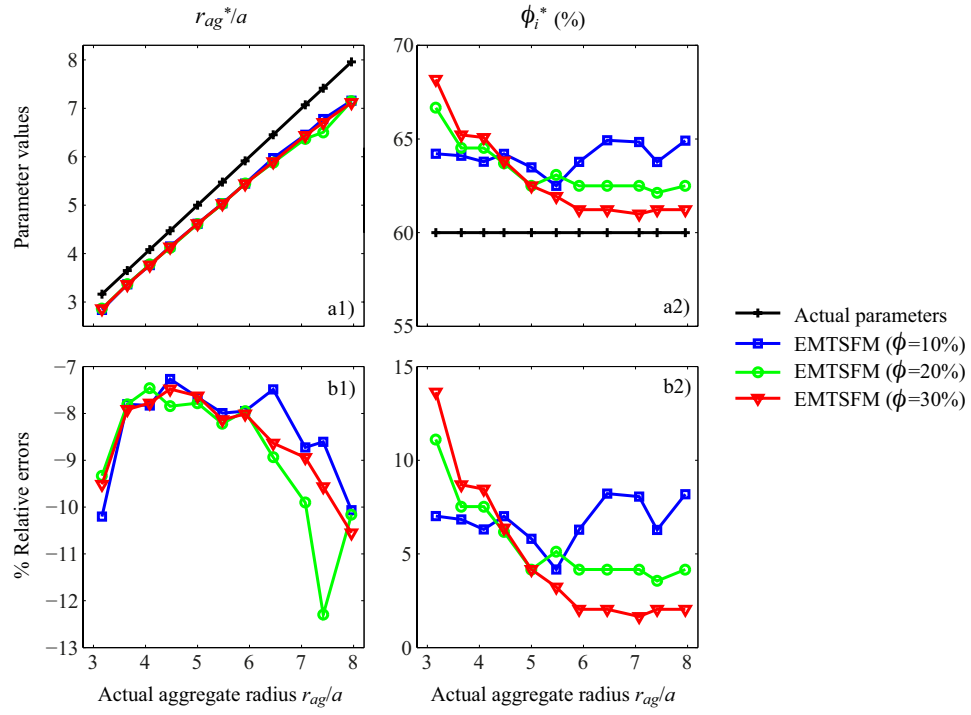 r_ag*/a
ϕ_i* (%)
Parameter values
8
7
6
5
4
3
a1)
70
65
60
55
a2)
Actual parameters
EMTSFM (ϕ=10%)
EMTSFM (ϕ=20%)
EMTSFM (ϕ=30%)
% Relative errors
−7
−8
−9
−10
−11
−12
−13
b1)
3 4 5 6 7 8
Actual aggregate radius r_ag/a
15
10
5
0
b2)
3 4 5 6 7 8
Actual aggregate radius r_ag/a